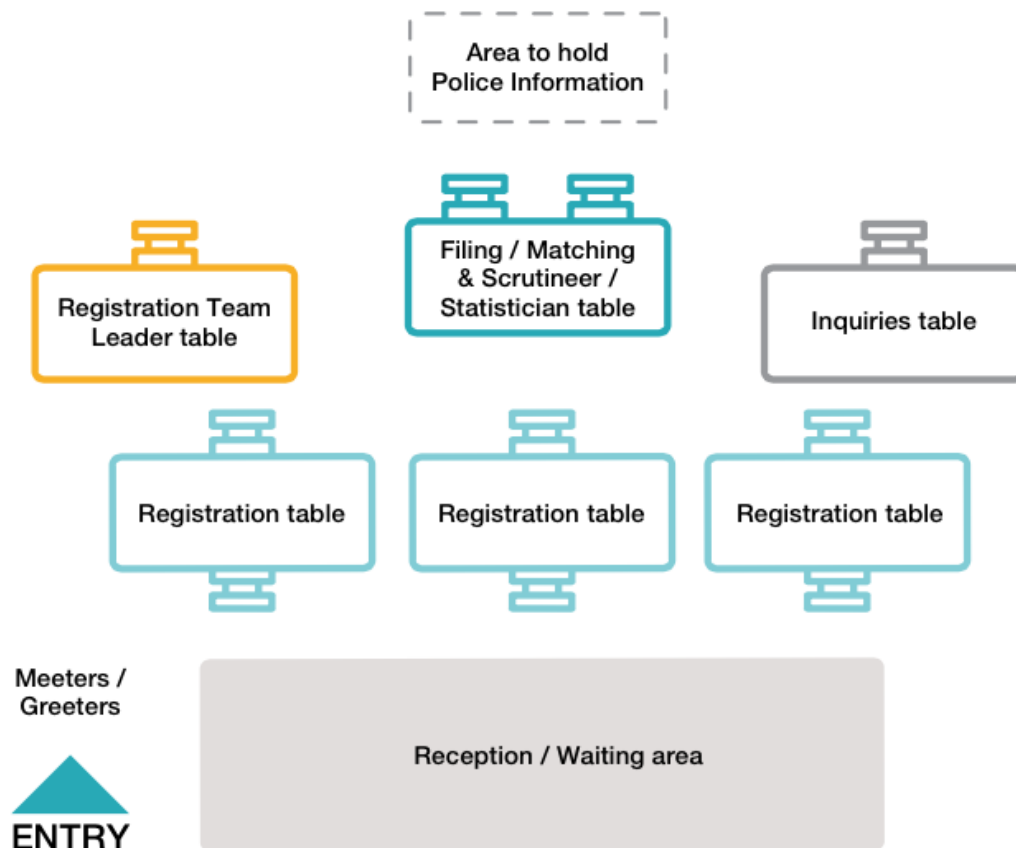 Area to hold
Police Information
Filing / Matching
& Scrutineer /
Statistician table
Registration Team
Leader table
Inquiries table
Registration table
Registration table
Registration table
Meeters /
Greeters
Reception / Waiting area
ENTRY